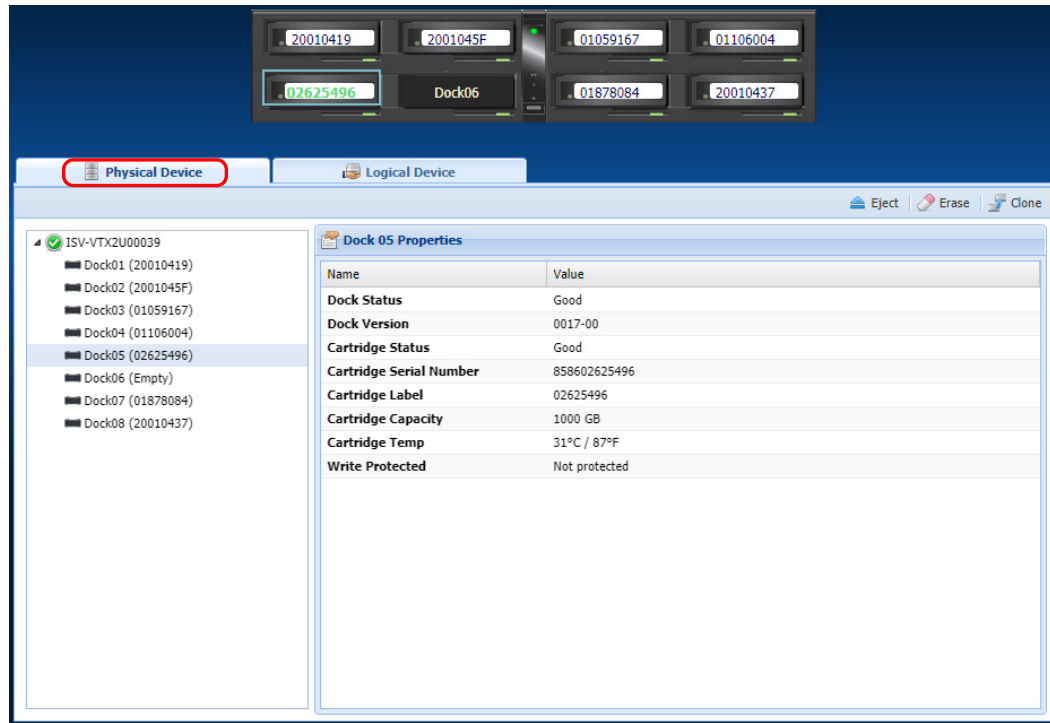 20010419 2001045F 01059167 01106004
02625496 Dock06 01878084 20010437
Physical Device Logical Device
Eject Erase Clone
ISV-VTX2U00039
Dock01 (20010419)
Dock02 (2001045F)
Dock03 (01059167)
Dock04 (01106004)
Dock05 (02625496)
Dock06 (Empty)
Dock07 (01878084)
Dock08 (20010437)
Dock 05 Properties
Name Value
Dock Status Good
Dock Version 0017-00
Cartridge Status Good
Cartridge Serial Number 858602625496
Cartridge Label 02625496
Cartridge Capacity 1000 GB
Cartridge Temp 31°C / 87°F
Write Protected Not protected